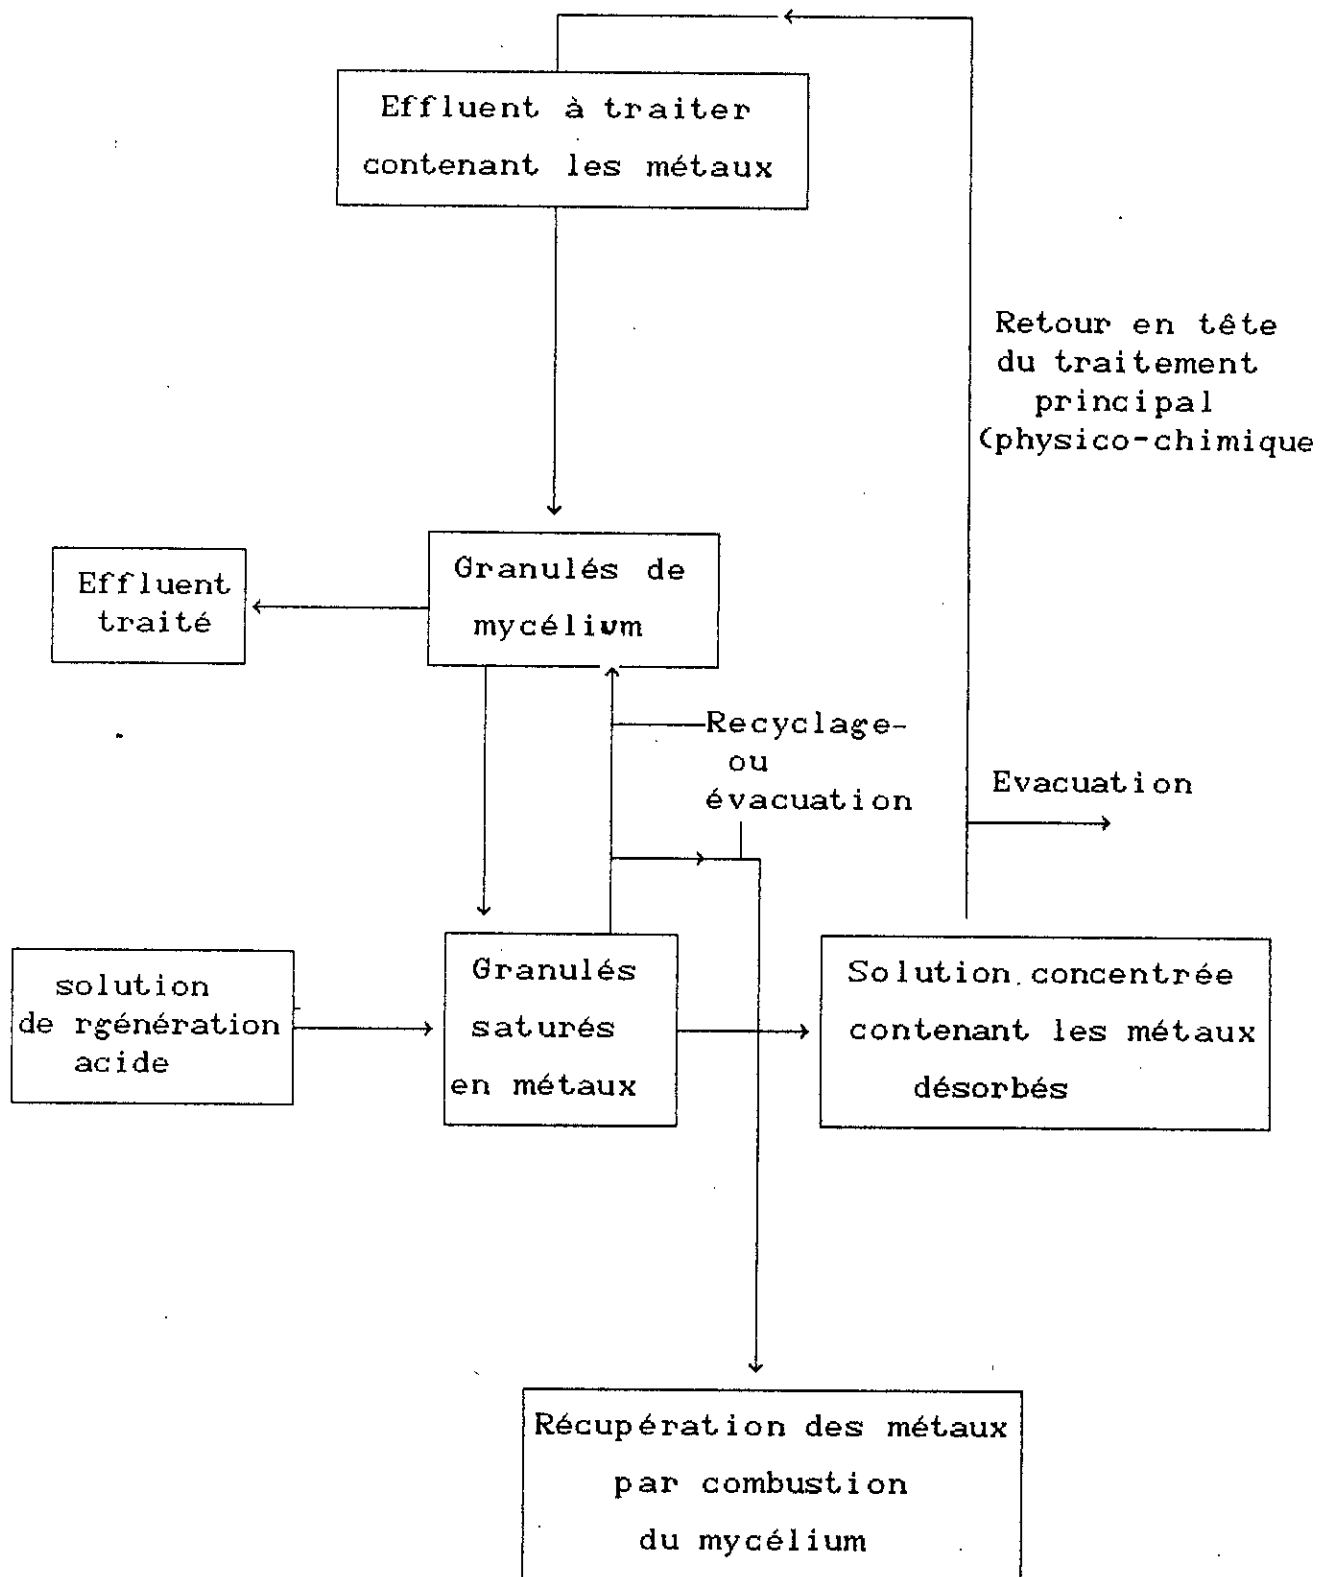 Effluent à traiter
contenant les métaux
Retour en tête
du traitement
principal
(physico-chimique
Granulés de
mycélium
Effluent
traité
Recyclage-
ou
évacuation
Evacuation
solution
de rgénération
acide
Granulés
saturés
en métaux
Solution concentrée
contenant les métaux
désorbés
Récupération des métaux
par combustion
du mycélium